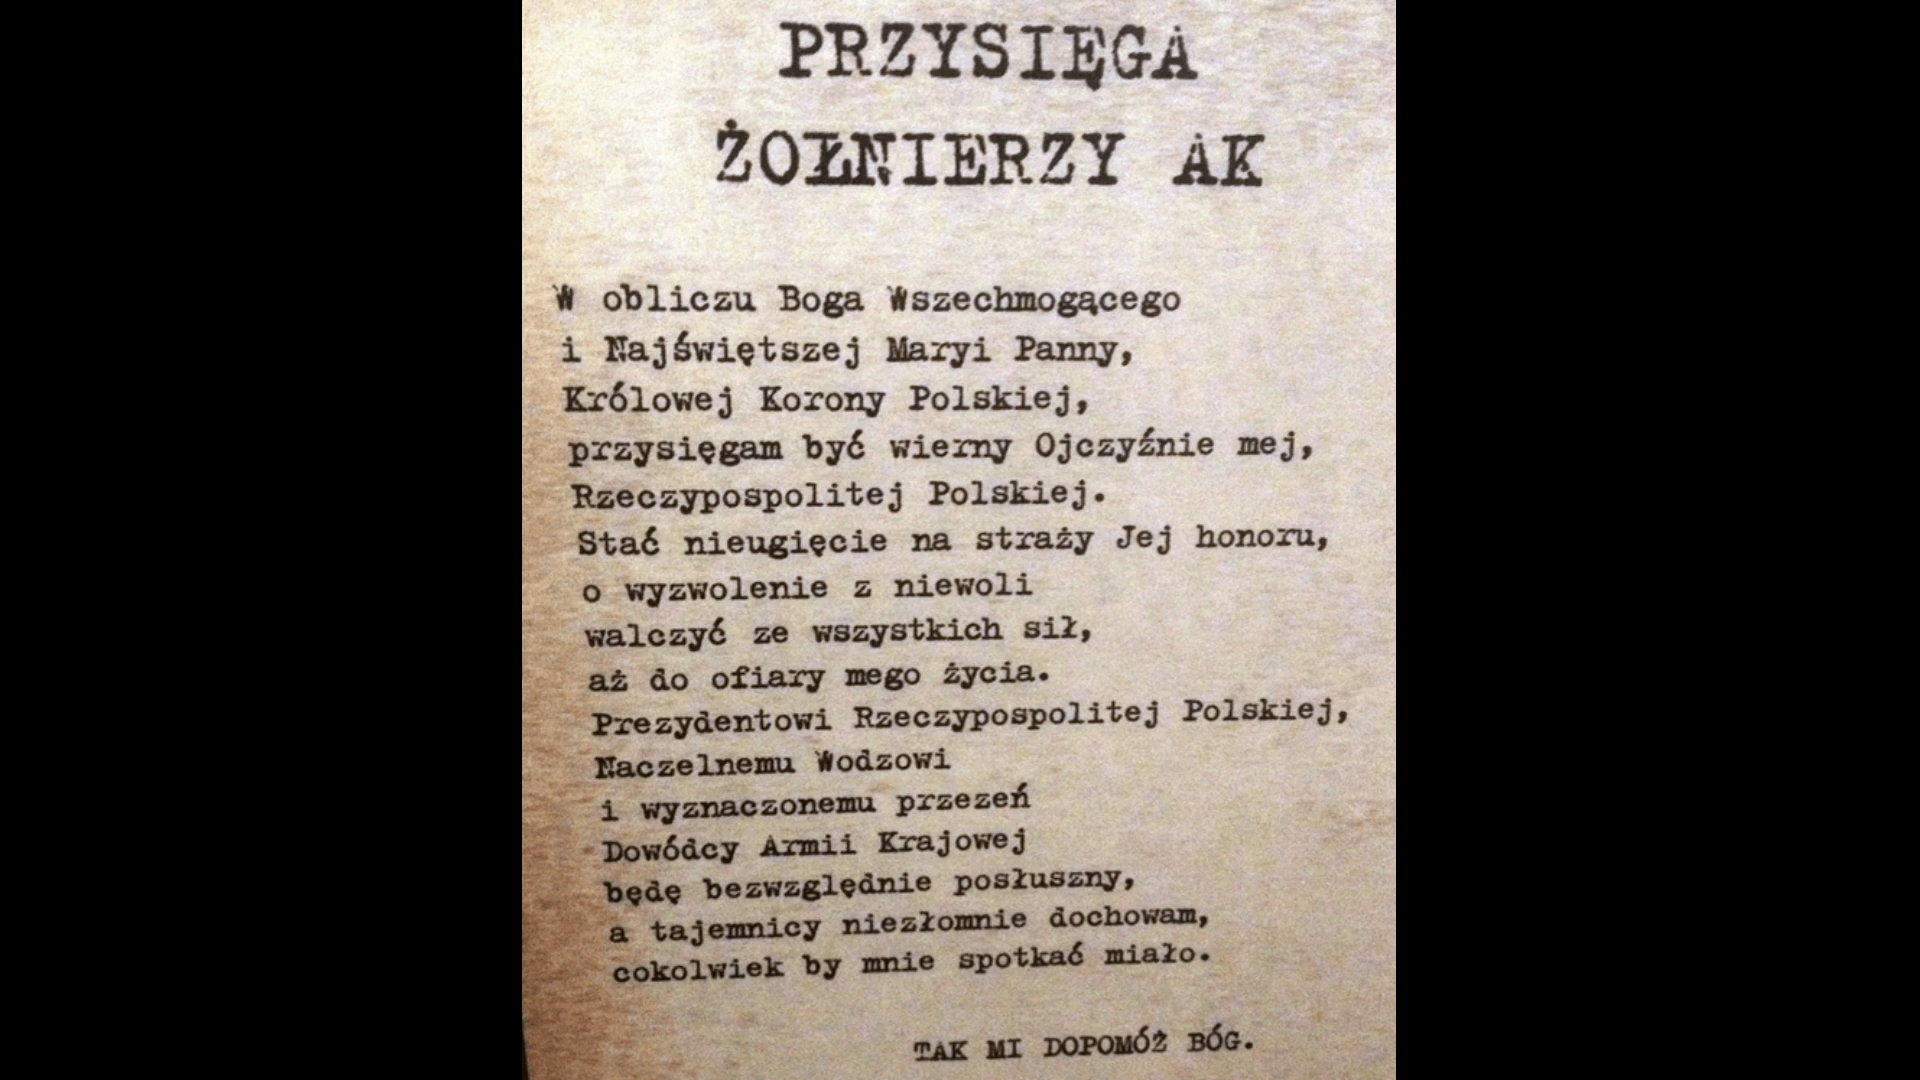 PRZYSIĘGA
ŻOŁNIERZY AK
W obliczu Boga Wszechmogącego
i Najświętszej Maryi Panny,
Królowej Korony Polskiej,
przysięgam być wierny Ojczyźnie mej,
Rzeczypospolitej Polskiej.
Stać nieugięcie na straży Jej honoru,
o wyzwolenie z niewoli
walczyć ze wszystkich sił,
aż do ofiary mego życia.
Prezydentowi Rzeczypospolitej Polskiej,
Naczelnemu Wodzowi
i wyznaczonemu przezeń
Dowódcy Armii Krajowej
będę bezwzględnie posłuszny,
a tajemnicy niezłomnie dochowam,
cokolwiek by mnie spotkać miało.
TAK MI DOPOMÓŻ BÓG.